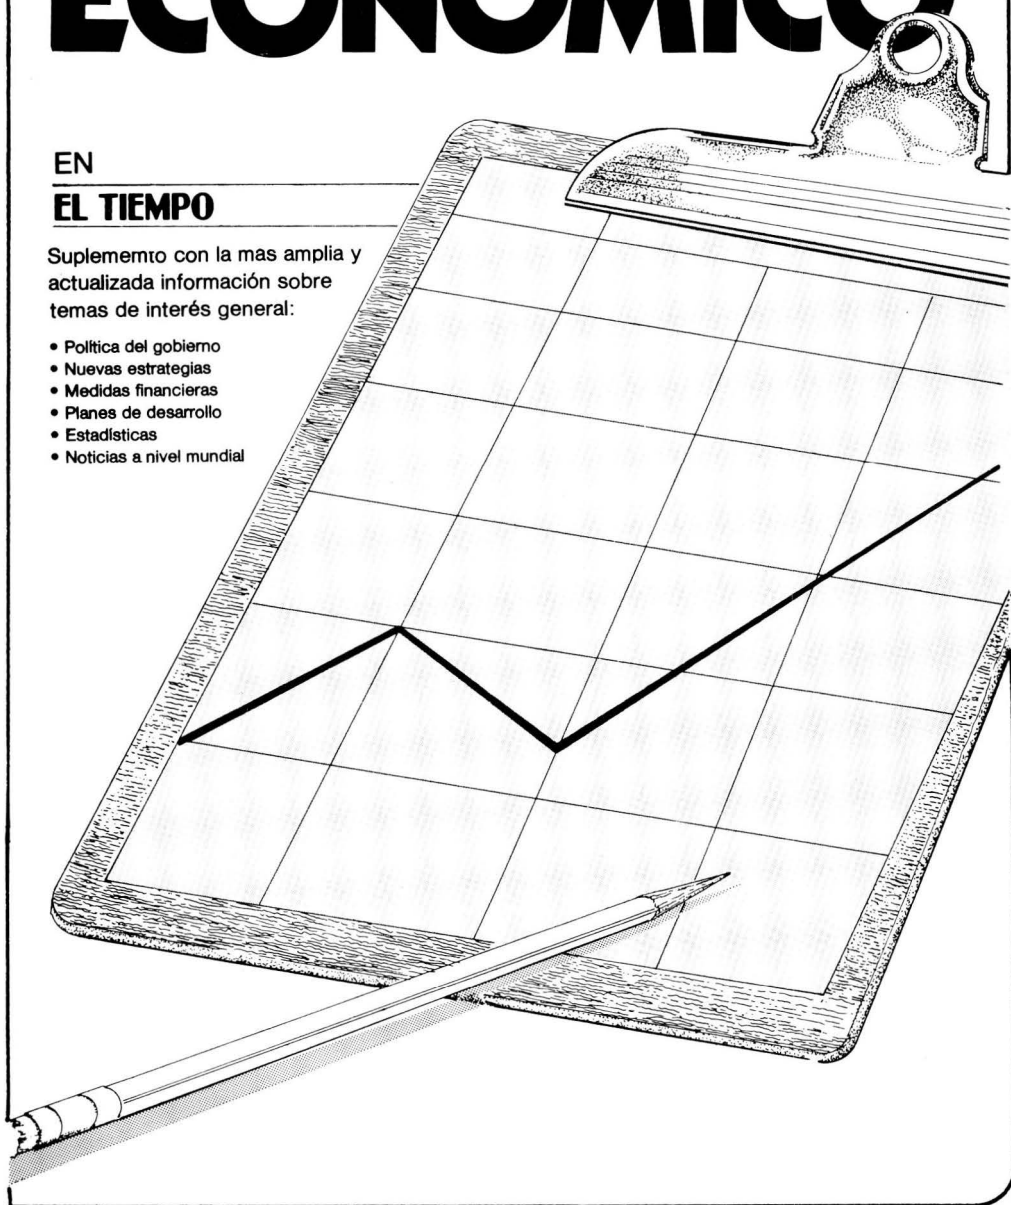 ECONOMICO
EN
EL TIEMPO
Suplememto con la mas amplia y
actualizada información sobre
temas de interés general:
• Política del gobierno
• Nuevas estrategias
• Medidas financieras
• Planes de desarrollo
• Estadísticas
• Noticias a nivel mundial